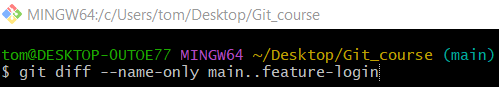 MINGW64:/c/Users/tom/Desktop/Git_course
tom@DESKTOP-OUTOE77 MINGW64 ~/Desktop/Git_course (main)
$ git diff --name-only main..feature-login